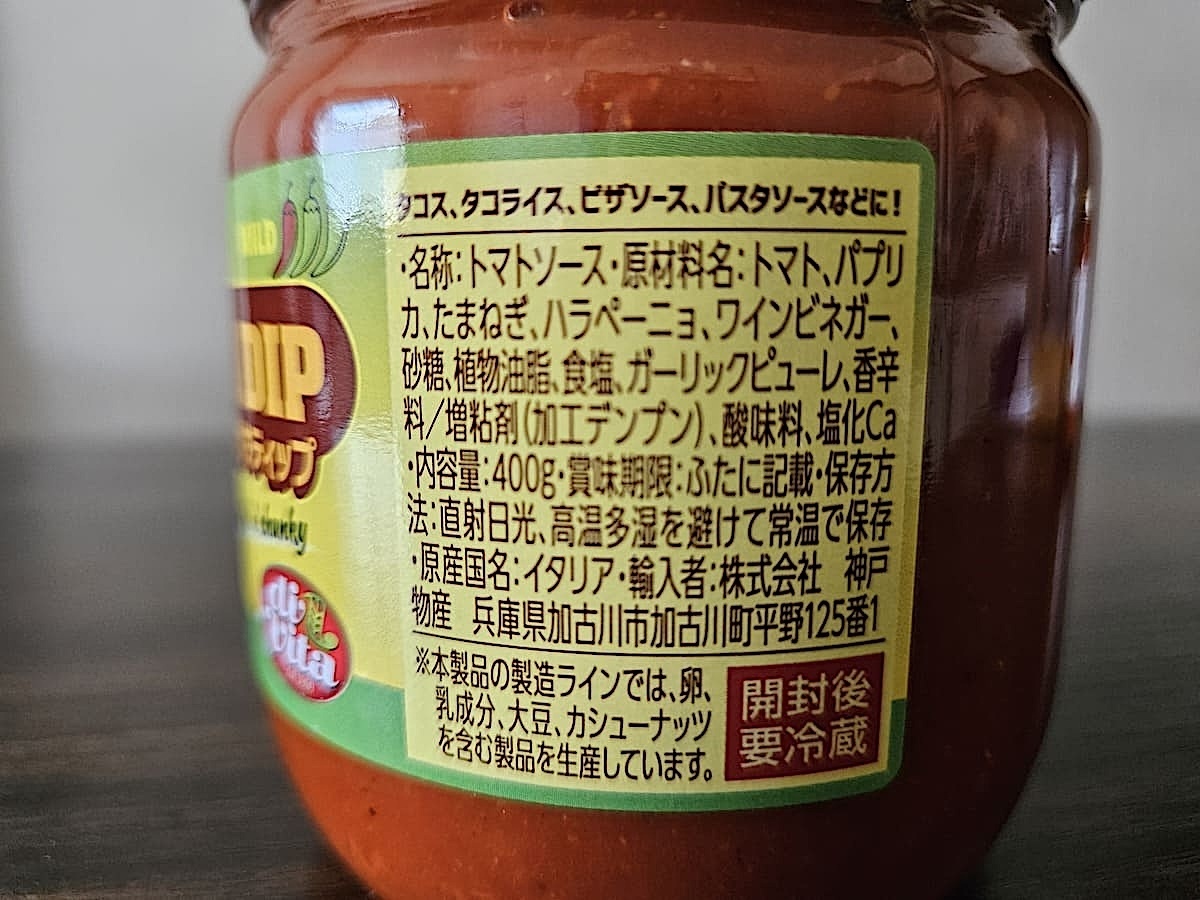 タコス、タコライス、ピザソース、パスタソースなどに!
・名称:トマトソース・原材料名:トマト、パプリ
カ、たまねぎ、ハラペーニョ、ワインビネガー、
砂糖、植物油脂、食塩、ガーリックピューレ、香辛
料/増粘剤(加工デンプン)、酸味料、塩化Ca
・内容量:400g・賞味期限:ふたに記載・保存方
法:直射日光、高温多湿を避けて常温で保存
・原産国名:イタリア・輸入者:株式会社 神戸
物産 兵庫県加古川市加古川町平野125番1
※本製品の製造ラインでは、卵、
乳成分、大豆、カシューナッツ
を含む製品を生産しています。
開封後
要冷蔵
MILD
DIP
ディップ
chunky
di
Vita